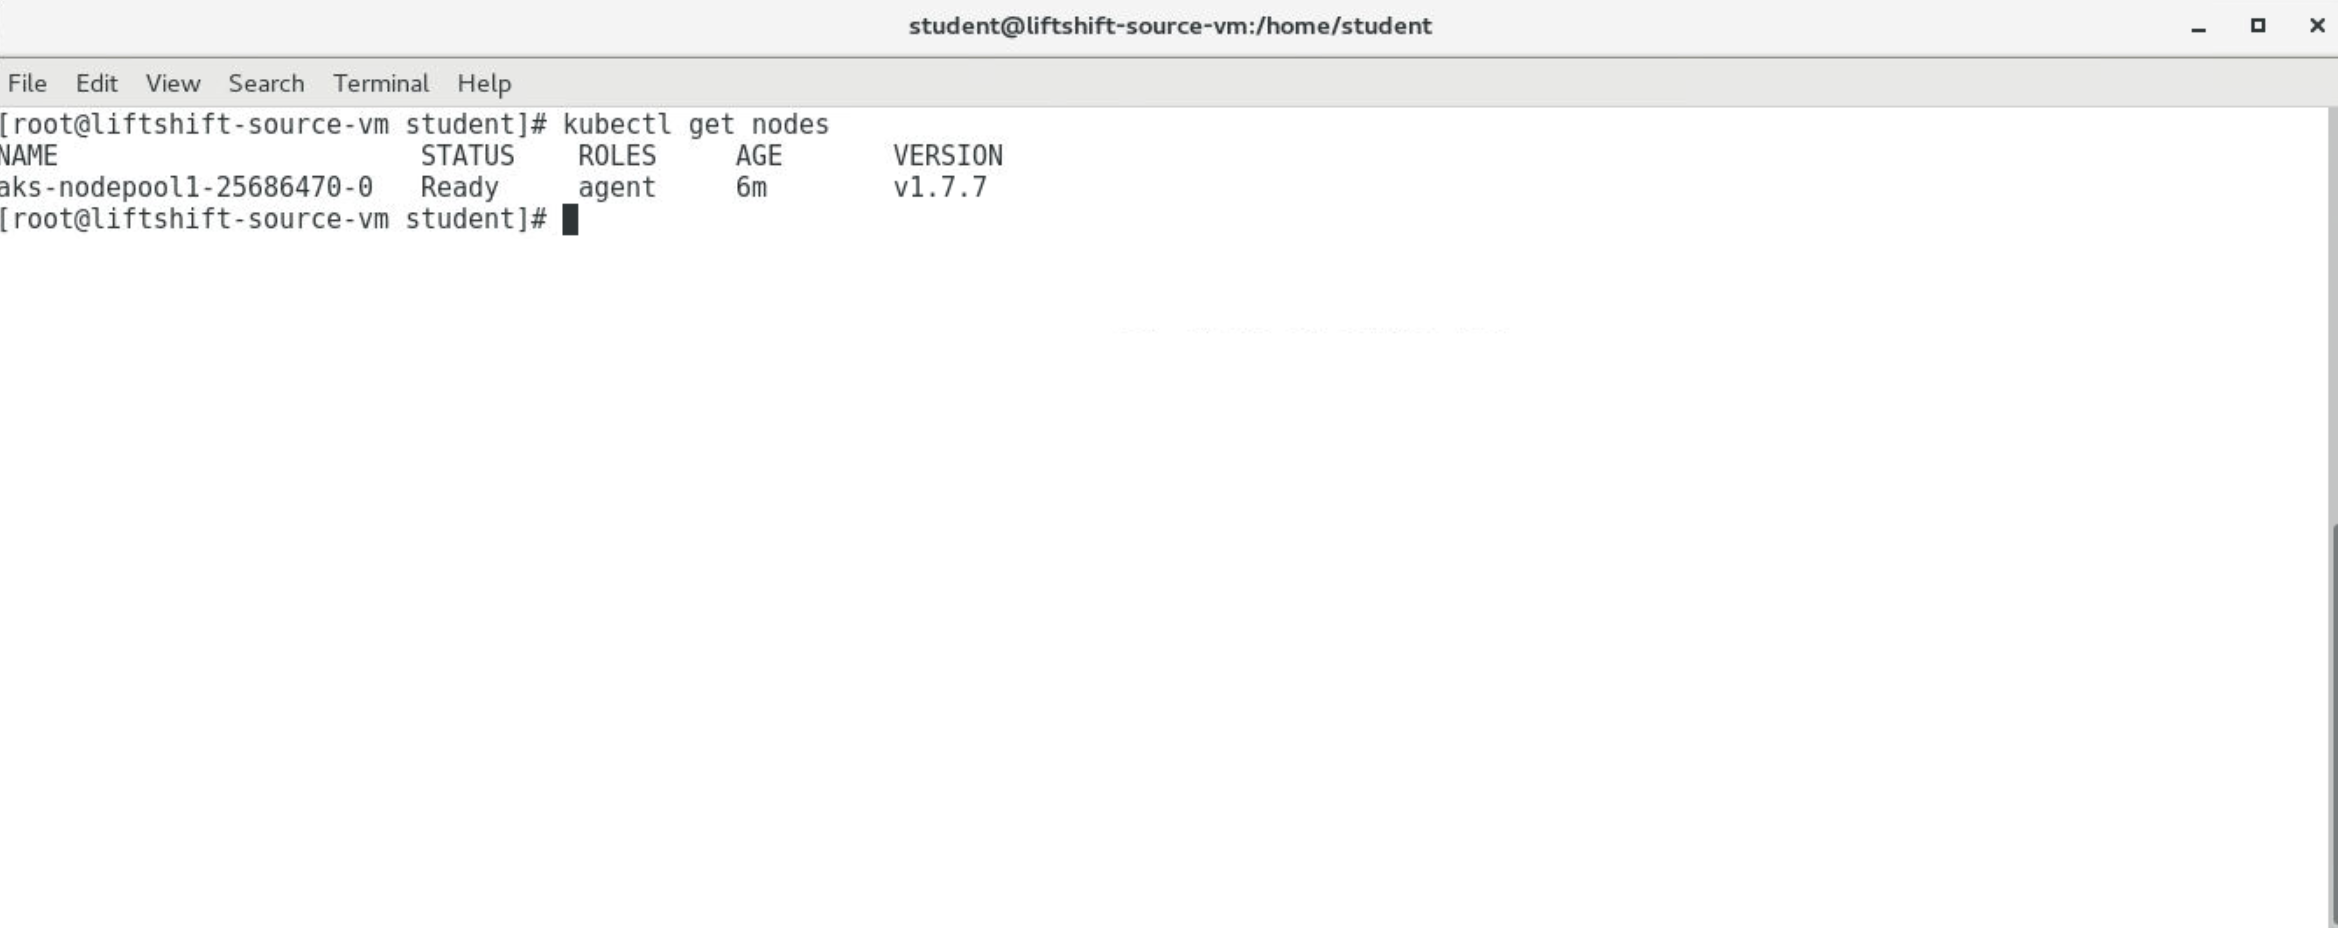 student@liftshift-source-vm:/home/student
File Edit View Search Terminal Help
[root@liftshift-source-vm student]# kubectl get nodes
NAME STATUS ROLES AGE VERSION
aks-nodepool1-25686470-0 Ready agent 6m v1.7.7
[root@liftshift-source-vm student]#